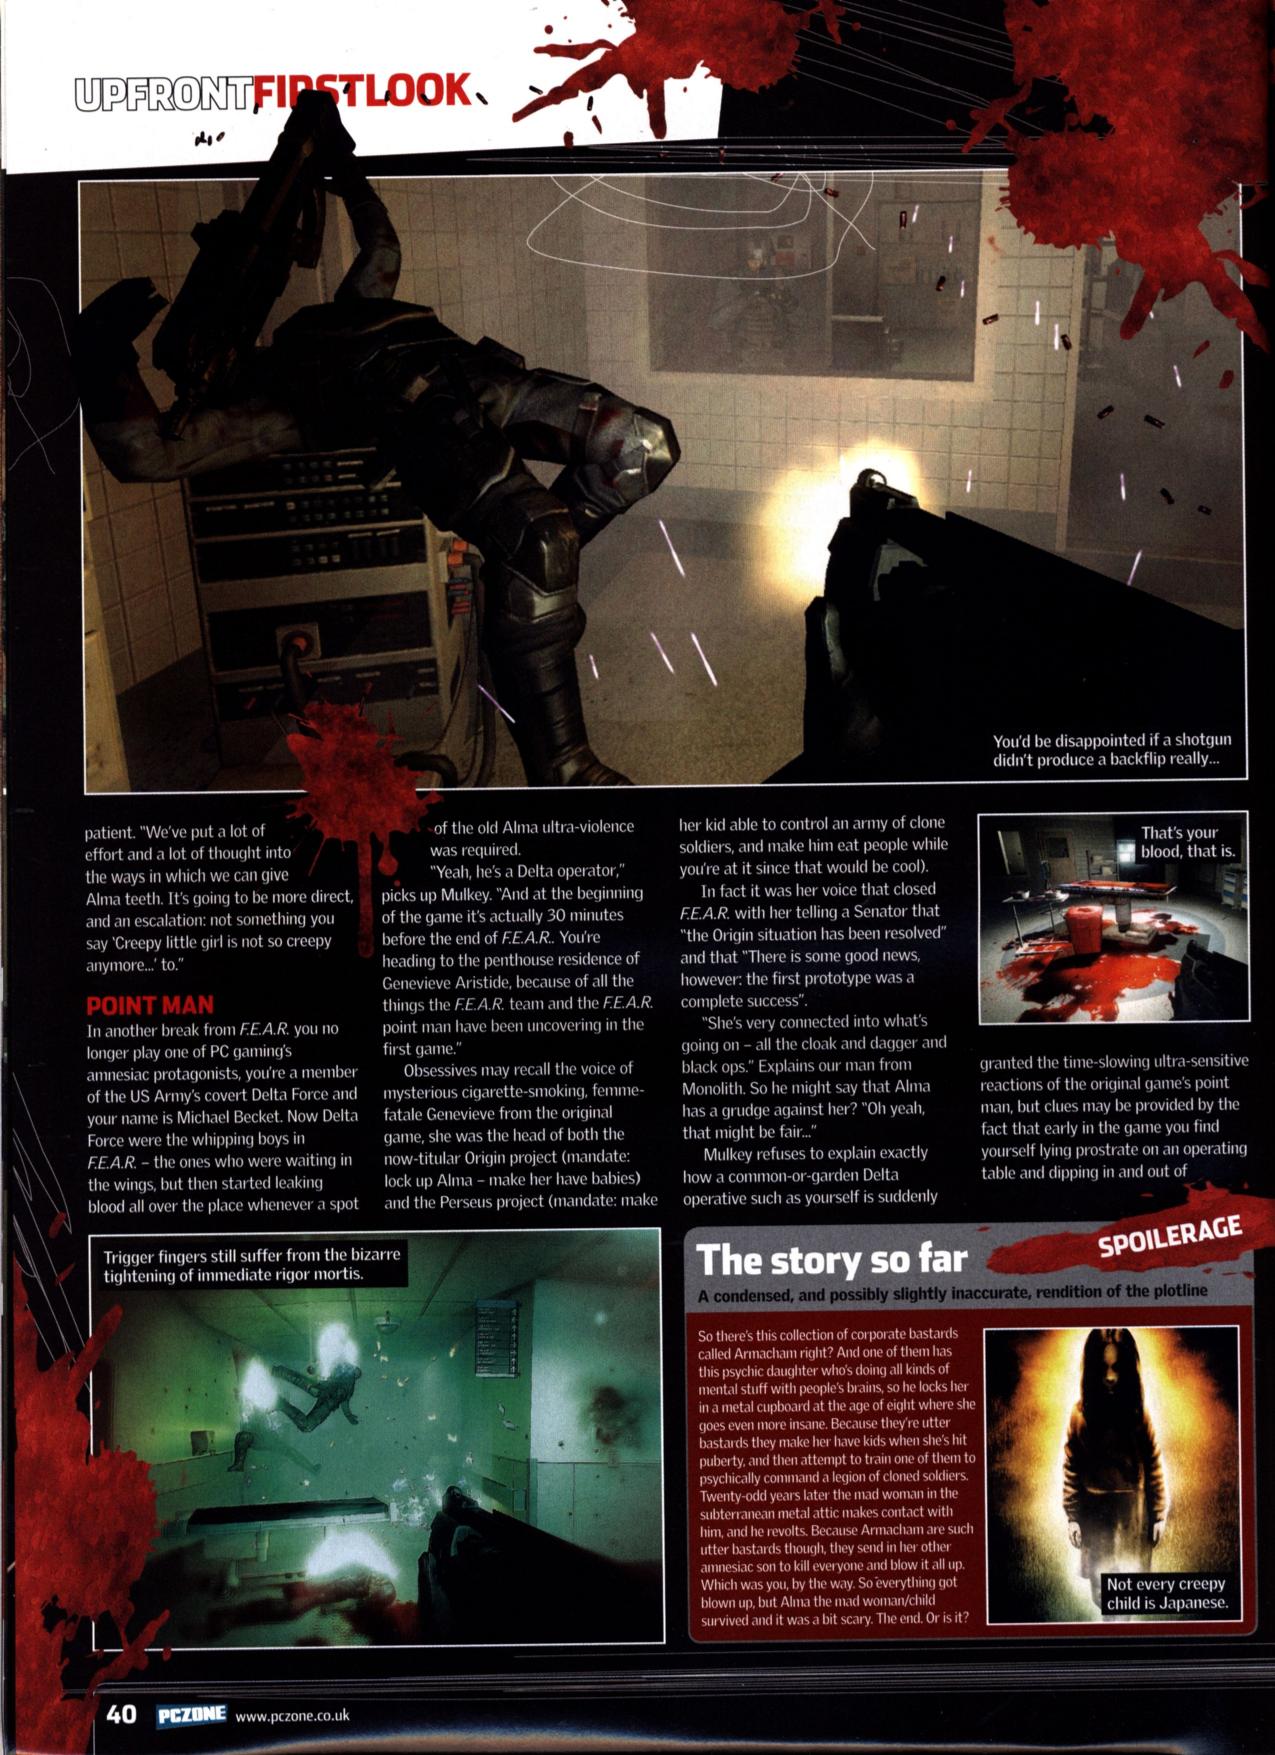 UPFRONTFIRSTLOOK
You'd be disappointed if a shotgun
didn't produce a backflip really...
patient. "We've put a lot of
effort and a lot of thought into
the ways in which we can give
Alma teeth. It's going to be more direct,
and an escalation: not something you
say 'Creepy little girl is not so creepy
anymore...' to."
POINT MAN
In another break from F.E.A.R. you no
longer play one of PC gaming's
amnesiac protagonists, you're a member
of the US Army's covert Delta Force and
your name is Michael Becket. Now Delta
Force were the whipping boys in
F.E.A.R. – the ones who were waiting in
the wings, but then started leaking
blood all over the place whenever a spot
of the old Alma ultra-violence
was required.
"Yeah, he's a Delta operator,"
picks up Mulkey. "And at the beginning
of the game it's actually 30 minutes
before the end of F.E.A.R.. You're
heading to the penthouse residence of
Genevieve Aristide, because of all the
things the F.E.A.R. team and the F.E.A.R.
point man have been uncovering in the
first game."
Obsessives may recall the voice of
mysterious cigarette-smoking, femme-
fatale Genevieve from the original
game, she was the head of both the
now-titular Origin project (mandate:
lock up Alma – make her have babies)
and the Perseus project (mandate: make
her kid able to control an army of clone
soldiers, and make him eat people while
you're at it since that would be cool).
In fact it was her voice that closed
F.E.A.R. with her telling a Senator that
"the Origin situation has been resolved"
and that "There is some good news,
however: the first prototype was a
complete success".
"She's very connected into what's
going on – all the cloak and dagger and
black ops." Explains our man from
Monolith. So he might say that Alma
has a grudge against her? "Oh yeah,
that might be fair..."
Mulkey refuses to explain exactly
how a common-or-garden Delta
operative such as yourself is suddenly
That's your
blood, that is.
granted the time-slowing ultra-sensitive
reactions of the original game's point
man, but clues may be provided by the
fact that early in the game you find
yourself lying prostrate on an operating
table and dipping in and out of
Trigger fingers still suffer from the bizarre
tightening of immediate rigor mortis.
SPOILERAGE
The story so far
A condensed, and possibly slightly inaccurate, rendition of the plotline
So there's this collection of corporate bastards
called Armacham right? And one of them has
this psychic daughter who's doing all kinds of
mental stuff with people's brains, so he locks her
in a metal cupboard at the age of eight where she
goes even more insane. Because they're utter
bastards they make her have kids when she's hit
puberty, and then attempt to train one of them to
psychically command a legion of cloned soldiers.
Twenty-odd years later the mad woman in the
subterranean metal attic makes contact with
him, and he revolts. Because Armacham are such
utter bastards though, they send in her other
amnesiac son to kill everyone and blow it all up.
Which was you, by the way. So everything got
blown up, but Alma the mad woman/child
survived and it was a bit scary. The end. Or is it?
Not every creepy
child is Japanese.
40 PCZONE www.pczone.co.uk